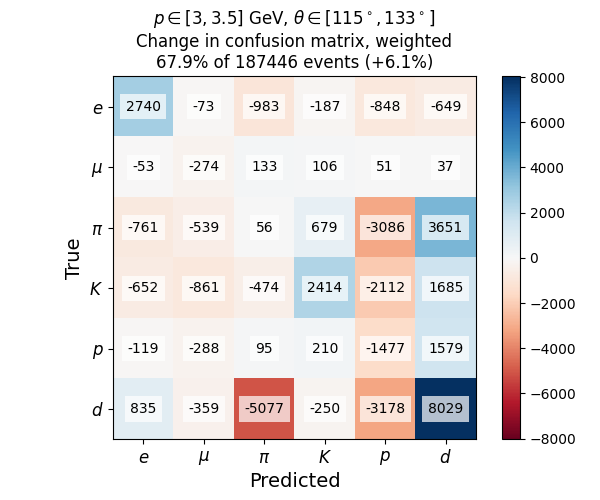 p ∈ [3, 3.5] GeV, θ ∈ [115°, 133°]
Change in confusion matrix, weighted
67.9% of 187446 events (+6.1%)
True
e 2740 -73 -983 -187 -848 -649
μ -53 -274 133 106 51 37
π -761 -539 56 679 -3086 3651
K -652 -861 -474 2414 -2112 1685
p -119 -288 95 210 -1477 1579
d 835 -359 -5077 -250 -3178 8029
e μ π K p d
Predicted
8000
6000
4000
2000
0
−2000
−4000
−6000
−8000